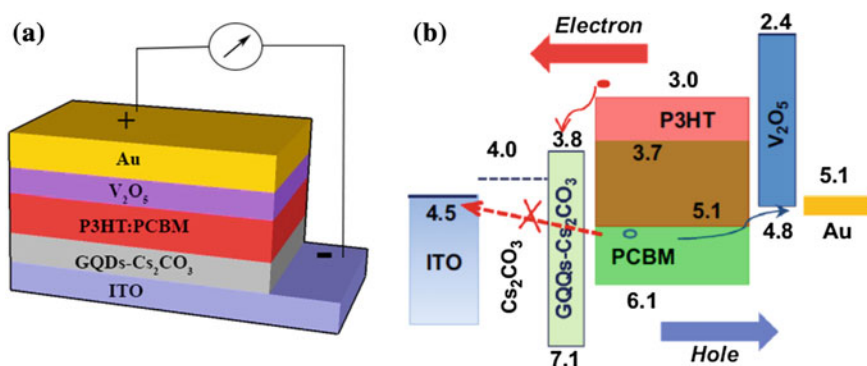 (a)
+
Au
V₂O₅
P3HT:PCBM
GQDs-Cs₂CO₃
-
ITO
(b)
Electron
2.4
3.0
P3HT
V₂O₅
3.8
4.0
3.7
5.1
4.5
5.1
4.8
Au
ITO
Cs₂CO₃
GQQs-Cs₂CO₃
PCBM
6.1
7.1
Hole